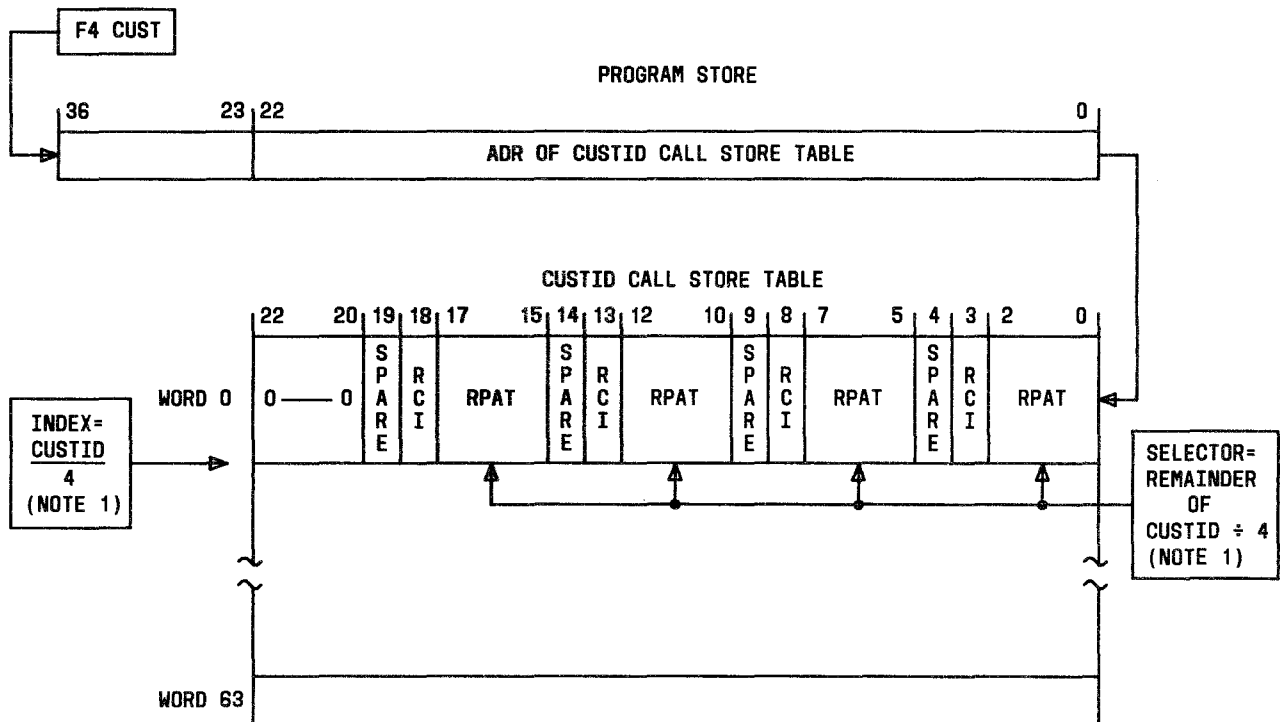 F4 CUST
PROGRAM STORE
36 23 22 0
ADR OF CUSTID CALL STORE TABLE
CUSTID CALL STORE TABLE
22 20 19 18 17 15 14 13 12 10 9 8 7 5 4 3 2 0
WORD 0
0 — 0
SPARE
RCI
RPAT
SPARE
RCI
RPAT
SPARE
RCI
RPAT
SPARE
RCI
RPAT
INDEX=
CUSTID
4
(NOTE 1)
SELECTOR=
REMAINDER
OF
CUSTID ÷ 4
(NOTE 1)
WORD 63